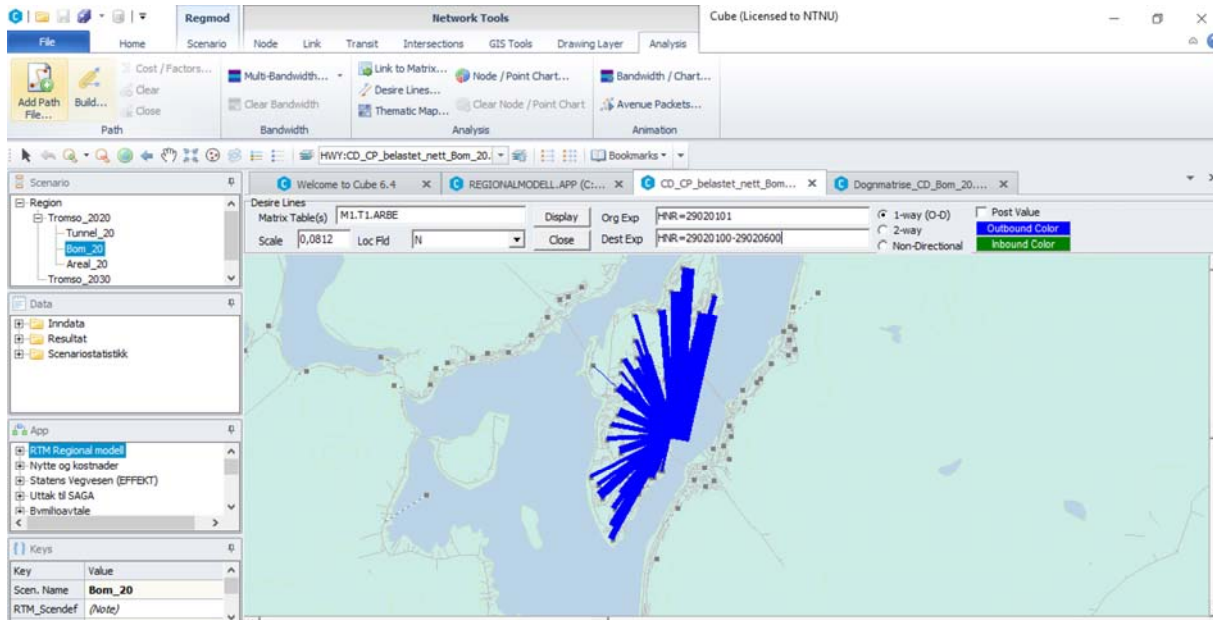 Regmod
Network Tools
Cube (Licensed to NTNU)
File
Home
Scenario
Node
Link
Transit
Intersections
GIS Tools
Drawing Layer
Analysis
Add Path File...
Build...
Cost / Factors...
Clear
Close
Multi-Bandwidth...
Clear Bandwidth
Link to Matrix...
Desire Lines...
Thematic Map...
Node / Point Chart...
Clear Node / Point Chart
Bandwidth / Chart...
Avenue Packets...
Path
Bandwidth
Analysis
Animation
HWY:CD_CP_belastet_nett_Bom_20.
Bookmarks
Scenario
Welcome to Cube 6.4
REGIONALMODELL.APP (C:...
CD_CP_belastet_nett_Bom...
Dognmatrise_CD_Bom_20....
Region
Tromso_2020
Tunnel_20
Bom_20
Areal_20
Tromso_2030
Desire Lines
Matrix Table(s) M1.T1.ARBE Display Org Exp HNR=29020101 1-way (O-D) Post Value
Scale 0,0812 Loc Fld N Close Dest Exp HNR=29020100-29020600 2-way Outbound Color
Non-Directional Inbound Color
Data
Inndata
Resultat
Scenariostatistikk
App
RTM Regional modell
Nytte og kostnader
Statens Vegvesen (EFFEKT)
Uttak til SAGA
Bymiljoavtale
Keys
Key Value
Scen. Name Bom_20
RTM_Scendef (Note)